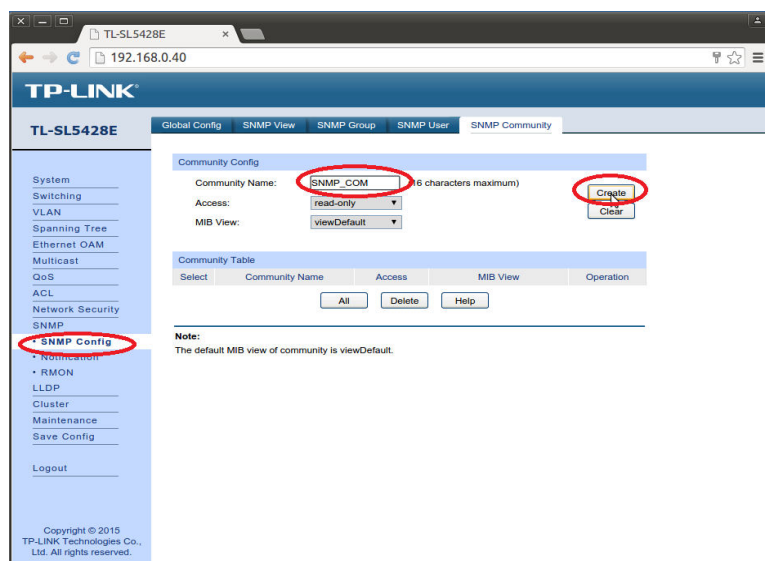 TL-SL5428E
192.168.0.40
TP-LINK
TL-SL5428E
Global Config SNMP View SNMP Group SNMP User SNMP Community
System
Switching
VLAN
Spanning Tree
Ethernet OAM
Multicast
QoS
ACL
Network Security
SNMP
• SNMP Config
• Notification
• RMON
LLDP
Cluster
Maintenance
Save Config
Logout
Copyright © 2015
TP-LINK Technologies Co.,
Ltd. All rights reserved.
Community Config
Community Name: SNMP_COM (16 characters maximum)
Create
Access: read-only
Clear
MIB View: viewDefault
Community Table
Select Community Name Access MIB View Operation
All Delete Help
Note:
The default MIB view of community is viewDefault.